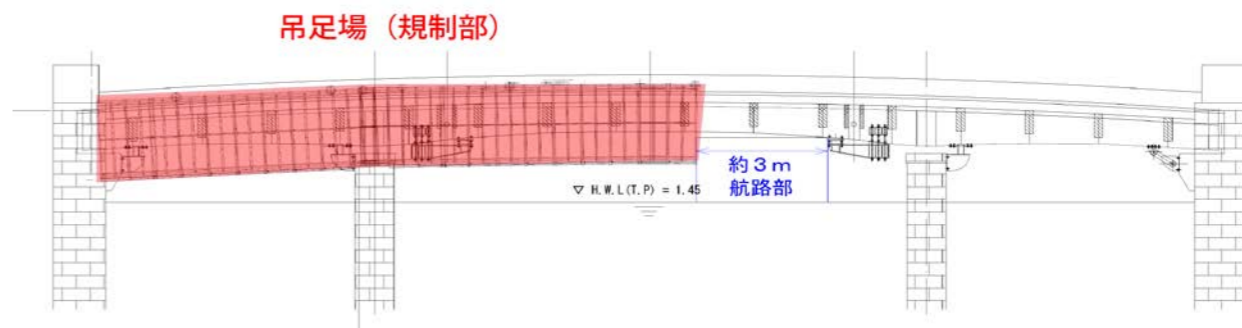 吊足場（規制部）
約３ｍ
航路部
▽ H.W.L(T.P) = 1.45